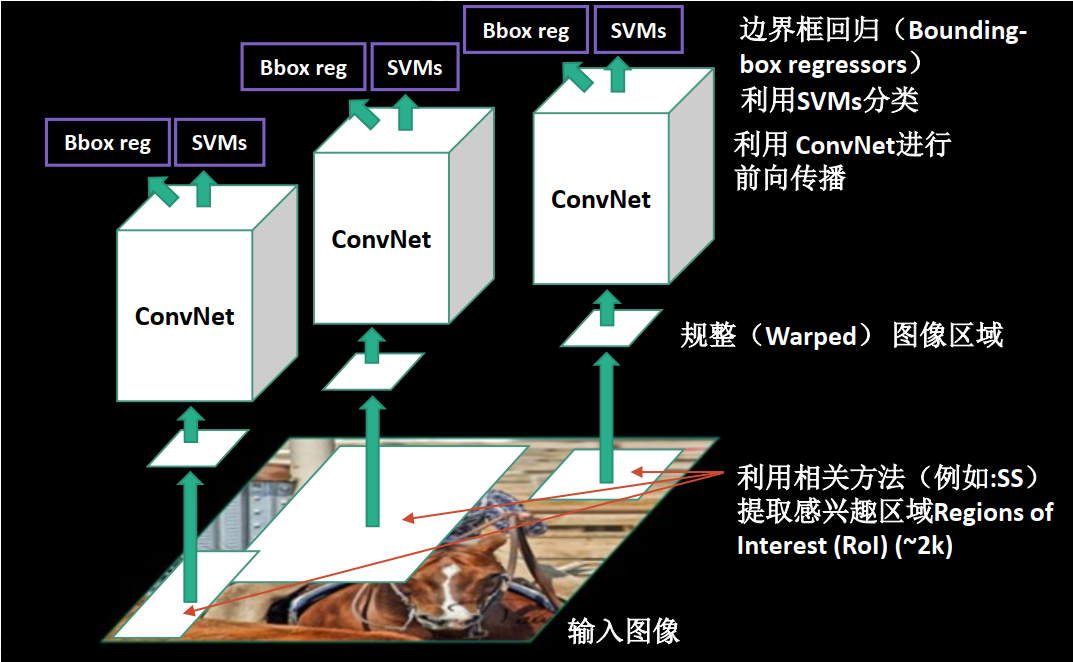 Bbox reg SVMs
边界框回归（Bounding-
box regressors）
Bbox reg SVMs
利用SVMs分类
Bbox reg SVMs
利用 ConvNet进行
前向传播
ConvNet
ConvNet
ConvNet
规整（Warped） 图像区域
利用相关方法（例如:SS）
提取感兴趣区域Regions of
Interest (RoI) (~2k)
输入图像